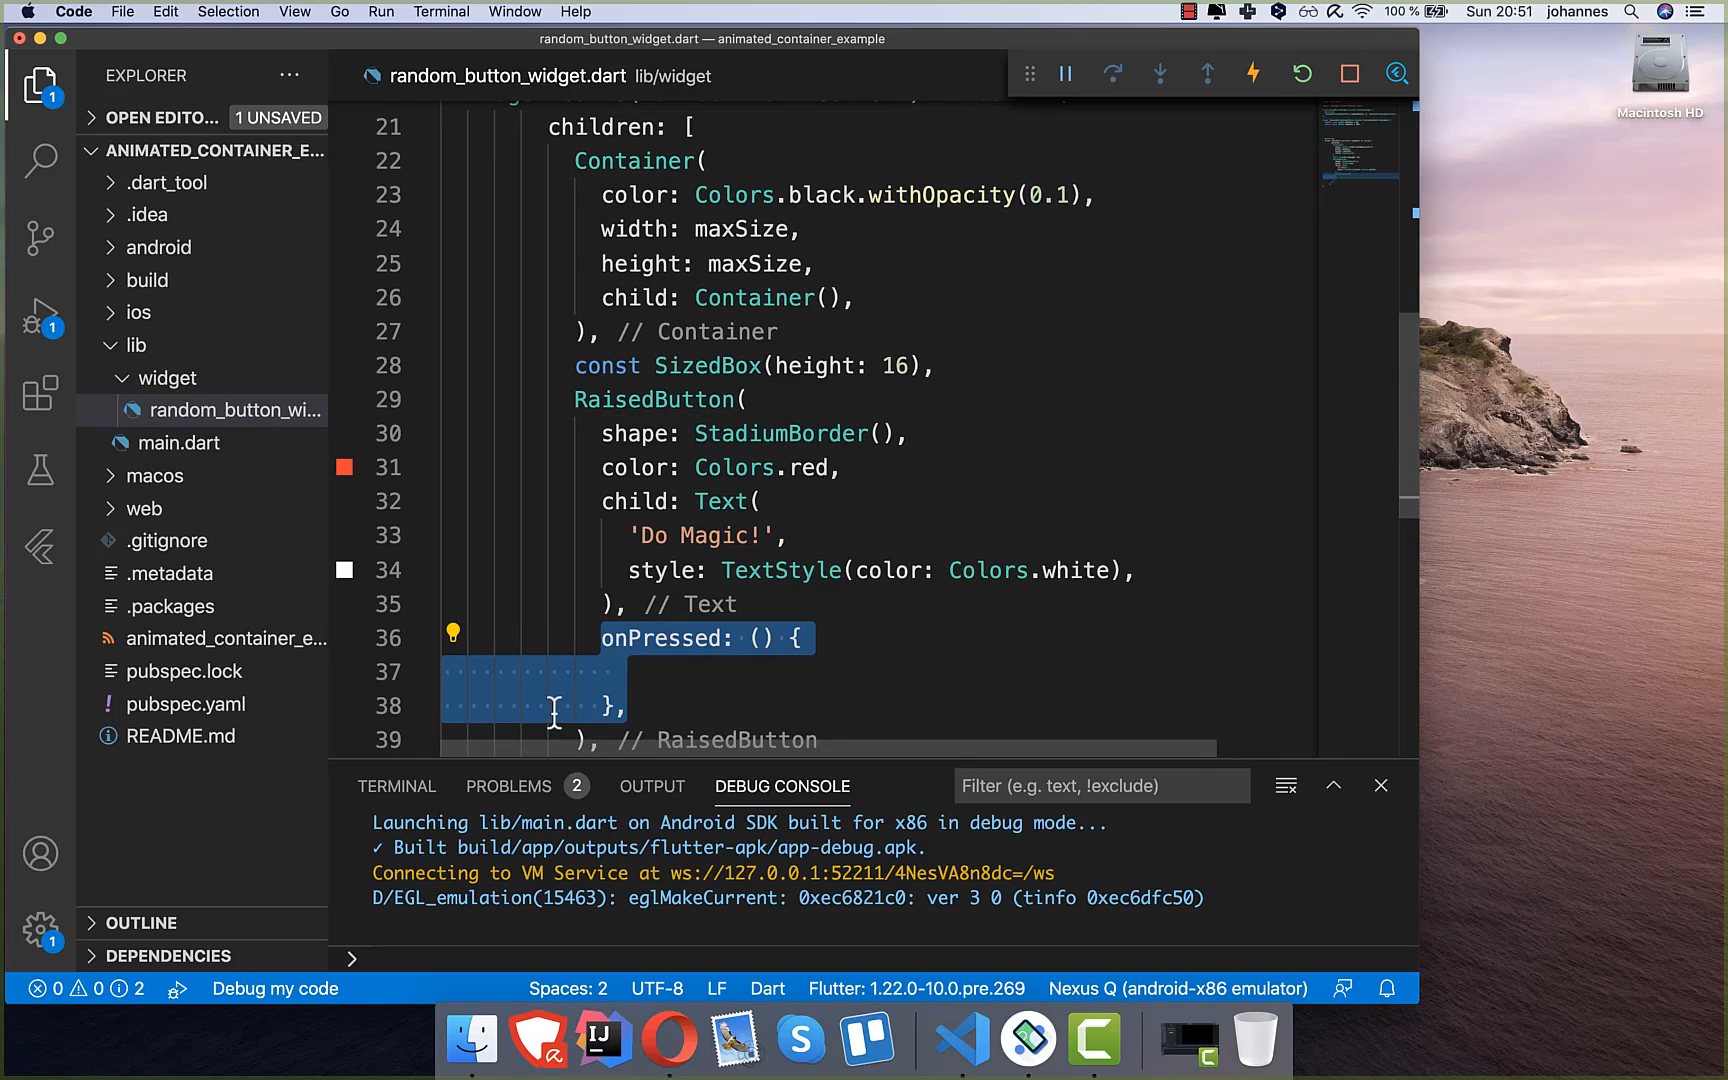 Code File Edit Selection View Go Run Terminal Window Help 100 % Sun 20:51 johannes
random_button_widget.dart — animated_container_example
Macintosh HD
EXPLORER
OPEN EDITO... 1 UNSAVED
ANIMATED_CONTAINER_E...
.dart_tool
.idea
android
build
ios
lib
widget
random_button_wi...
main.dart
macos
web
.gitignore
.metadata
.packages
animated_container_e...
pubspec.lock
pubspec.yaml
README.md
OUTLINE
DEPENDENCIES
1
1
1
random_button_widget.dart lib/widget
21 children: [
22 Container(
23 color: Colors.black.withOpacity(0.1),
24 width: maxSize,
25 height: maxSize,
26 child: Container(),
27 ), // Container
28 const SizedBox(height: 16),
29 RaisedButton(
30 shape: StadiumBorder(),
31 color: Colors.red,
32 child: Text(
33 'Do Magic!',
34 style: TextStyle(color: Colors.white),
35 ), // Text
36 onPressed: () {
37
38 },
39 ), // RaisedButton
TERMINAL PROBLEMS 2 OUTPUT DEBUG CONSOLE Filter (e.g. text, !exclude)
Launching lib/main.dart on Android SDK built for x86 in debug mode...
✓ Built build/app/outputs/flutter-apk/app-debug.apk.
Connecting to VM Service at ws://127.0.0.1:52211/4NesVA8n8dc=/ws
D/EGL_emulation(15463): eglMakeCurrent: 0xec6821c0: ver 3 0 (tinfo 0xec6dfc50)
0 0 2 Debug my code Spaces: 2 UTF-8 LF Dart Flutter: 1.22.0-10.0.pre.269 Nexus Q (android-x86 emulator)
IJ